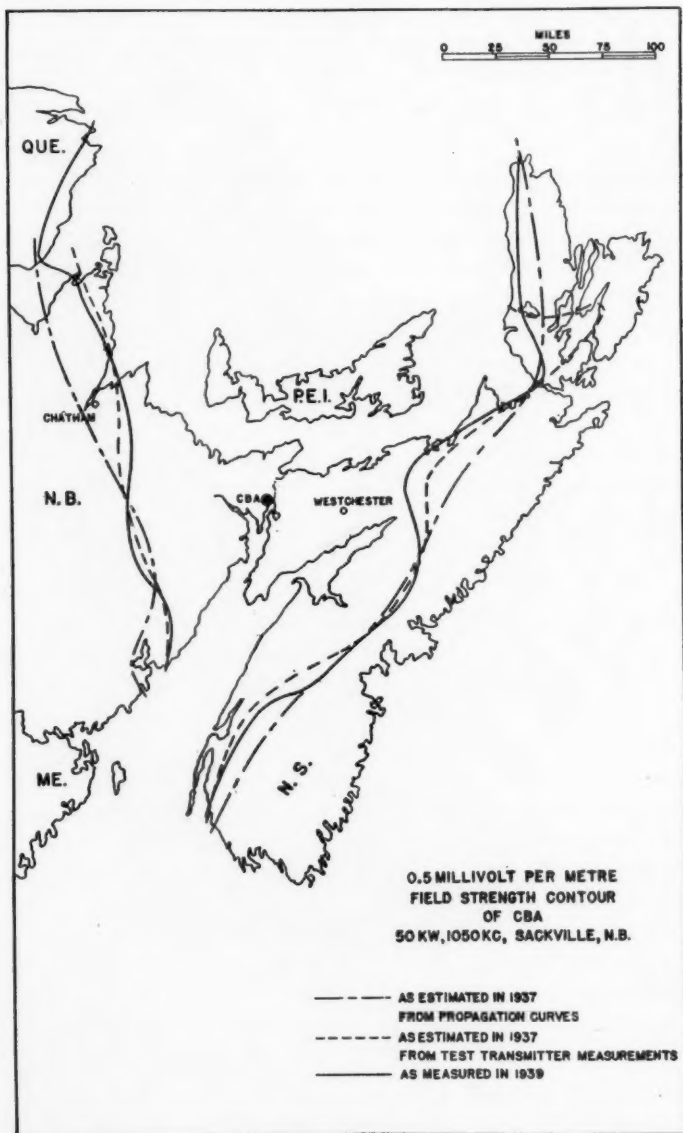 MILES
0 25 50 75 100
QUE.
P.E.I.
CHATHAM
N.B.
CBA
WESTCHESTER
ME.
N.S.
0.5 MILLIVOLT PER METRE
FIELD STRENGTH CONTOUR
OF CBA
50 KW, 1050 KC, SACKVILLE, N.B.
AS ESTIMATED IN 1937
FROM PROPAGATION CURVES
AS ESTIMATED IN 1937
FROM TEST TRANSMITTER MEASUREMENTS
AS MEASURED IN 1939